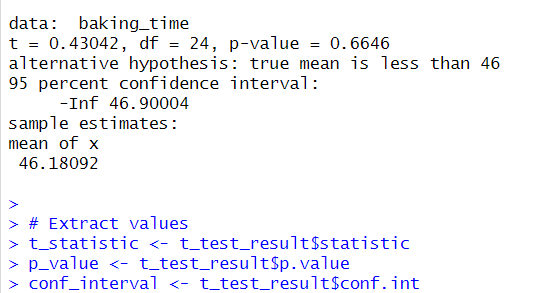 data:  baking_time
t = 0.43042, df = 24, p-value = 0.6646
alternative hypothesis: true mean is less than 46
95 percent confidence interval:
     -Inf 46.90004
sample estimates:
mean of x
 46.18092
>
> # Extract values
> t_statistic <- t_test_result$statistic
> p_value <- t_test_result$p.value
> conf_interval <- t_test_result$conf.int